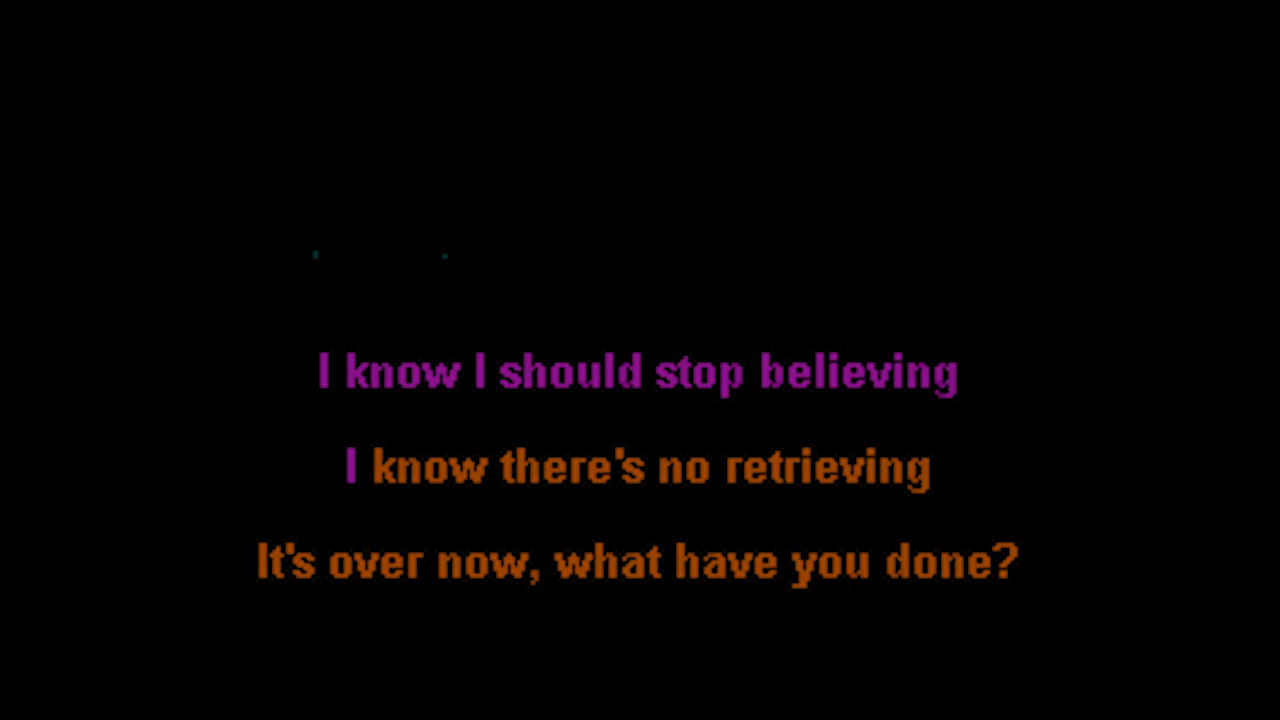 I know I should stop believing
I know there's no retrieving
It's over now, what have you done?